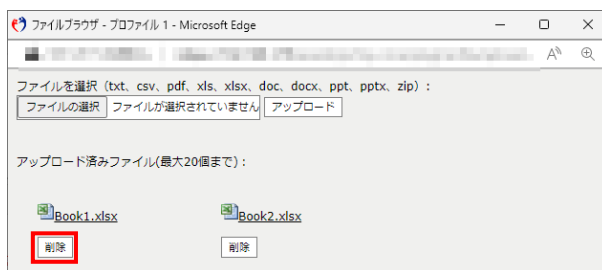 ファイルブラウザ - プロファイル 1 - Microsoft Edge
ファイルを選択（txt、csv、pdf、xls、xlsx、doc、docx、ppt、pptx、zip）：
ファイルの選択 ファイルが選択されていません アップロード
アップロード済みファイル(最大20個まで)：
Book1.xlsx Book2.xlsx
削除 削除